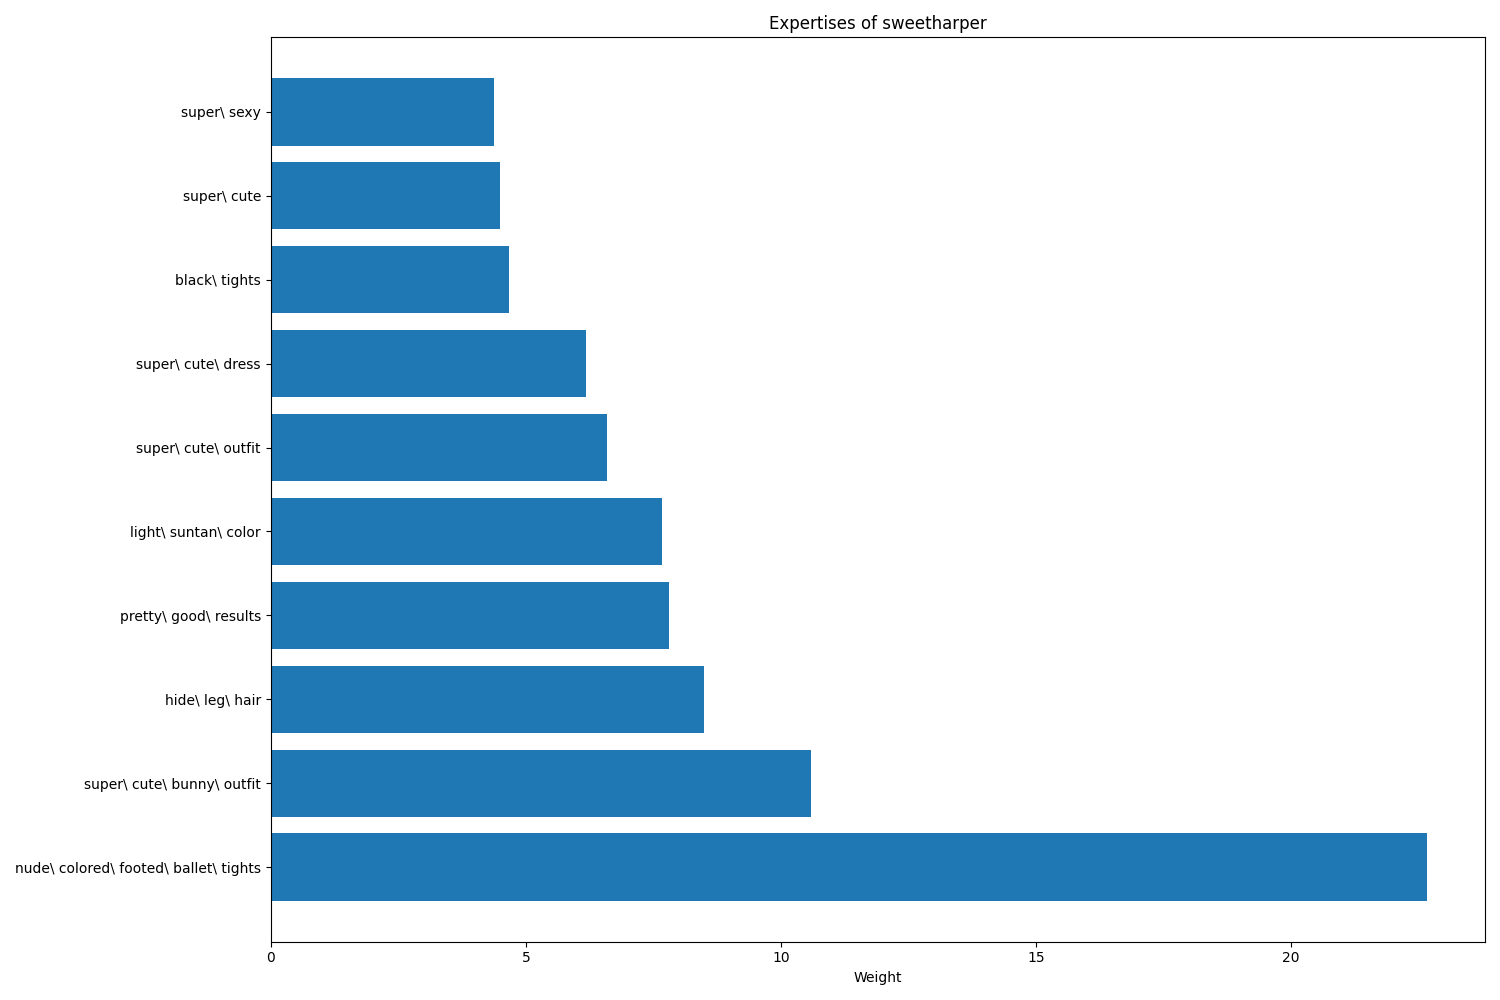 Expertises of sweetharper
super\ sexy
super\ cute
black\ tights
super\ cute\ dress
super\ cute\ outfit
light\ suntan\ color
pretty\ good\ results
hide\ leg\ hair
super\ cute\ bunny\ outfit
nude\ colored\ footed\ ballet\ tights
0 5 10 15 20
Weight